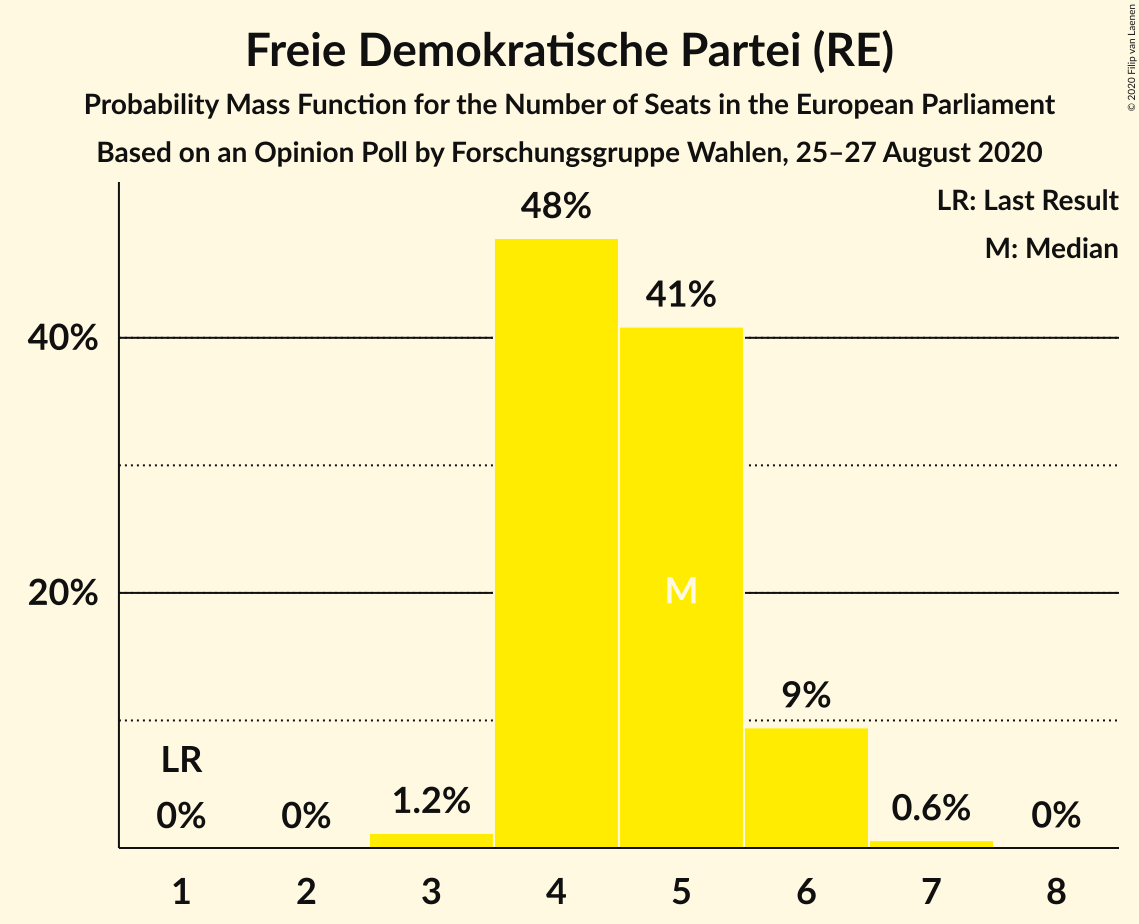 Freie Demokratische Partei (RE)
Probability Mass Function for the Number of Seats in the European Parliament
Based on an Opinion Poll by Forschungsgruppe Wahlen, 25–27 August 2020
© 2020 Filip van Laenen
LR: Last Result
M: Median
48%
41%
40%
20%
M
9%
LR
0%
0%
1.2%
0.6%
0%
1
2
3
4
5
6
7
8